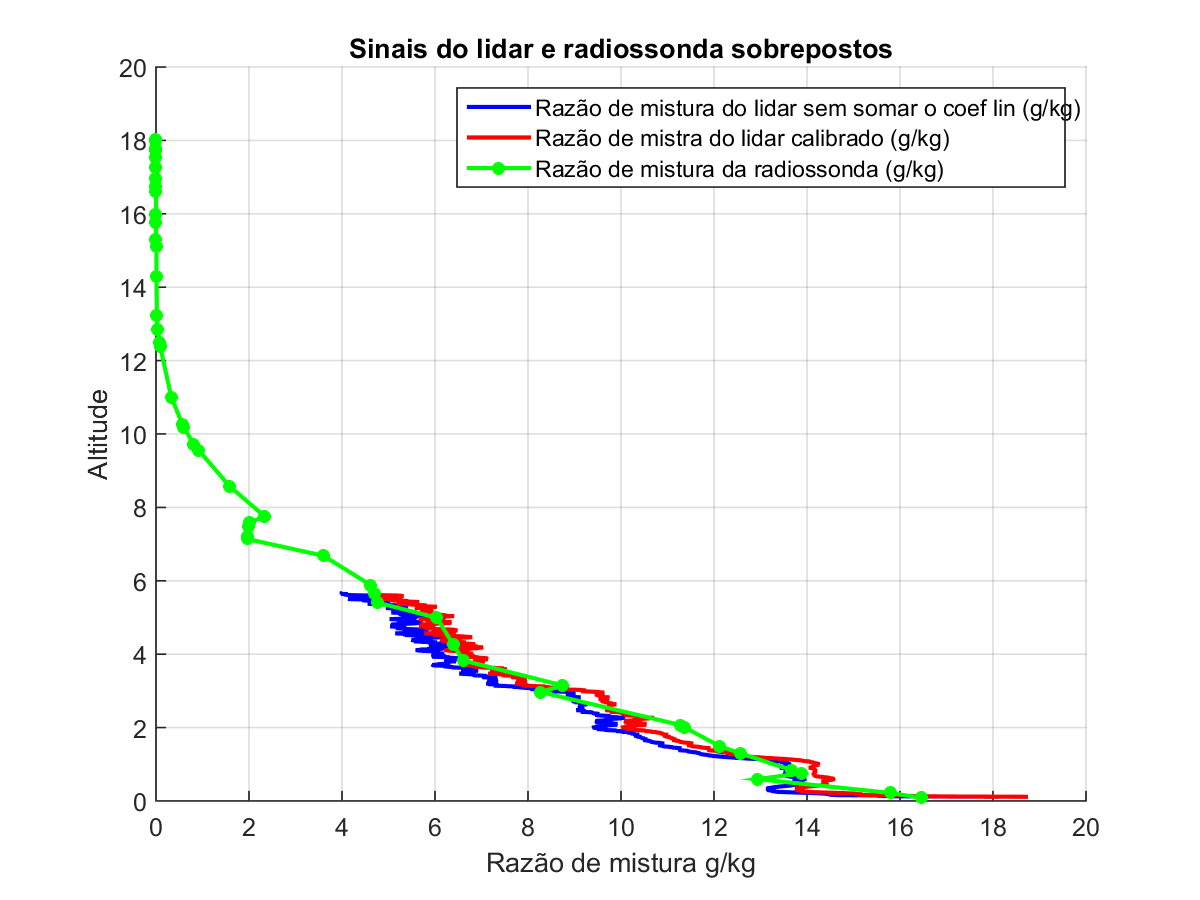 Sinais do lidar e radiossonda sobrepostos
20
18
16
14
12
10
8
6
4
2
0
Altitude
Razão de mistura do lidar sem somar o coef lin (g/kg)
Razão de mistra do lidar calibrado (g/kg)
Razão de mistura da radiossonda (g/kg)
0 2 4 6 8 10 12 14 16 18 20
Razão de mistura g/kg